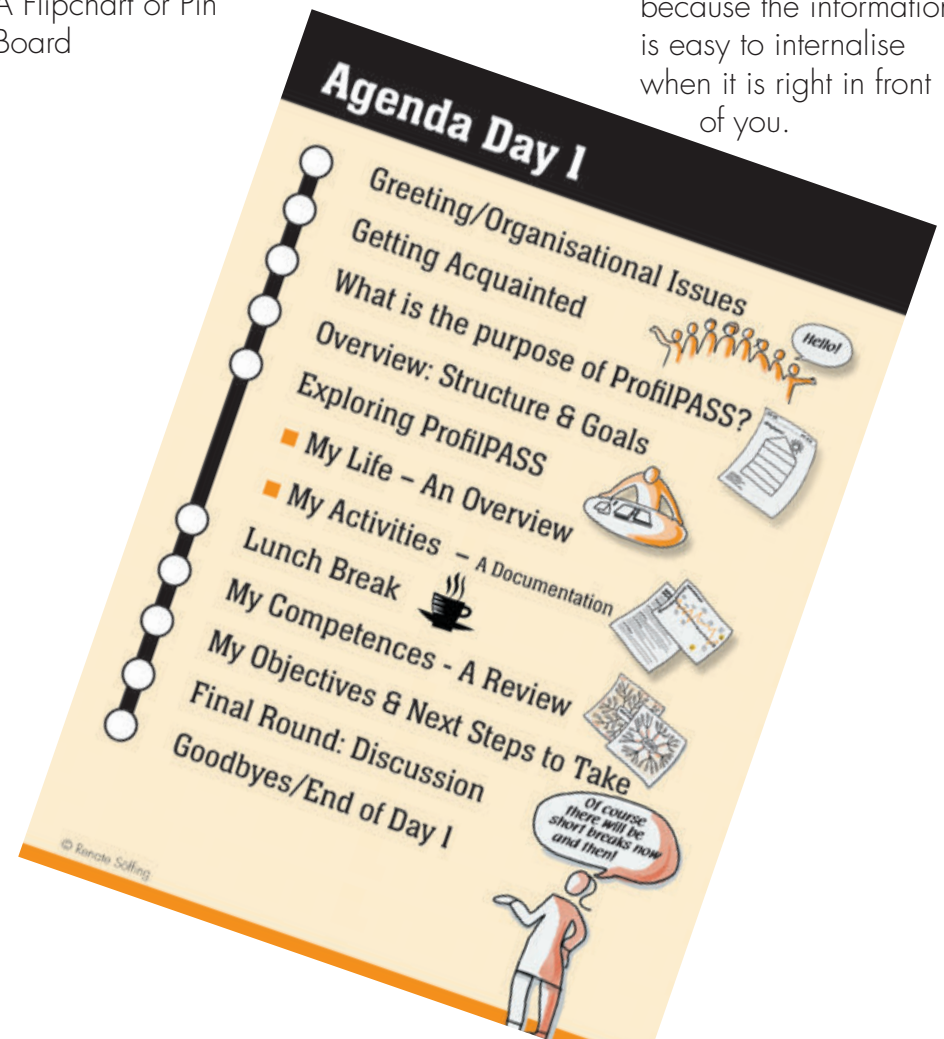 A Flipchart or Pin
Board
because the information
is easy to internalise
when it is right in front
of you.
Agenda Day 1
Greeting/Organisational Issues
Getting Acquainted
Hello!
What is the purpose of ProfilPASS?
Overview: Structure & Goals
Exploring ProfilPASS
My Life – An Overview
My Activities – A Documentation
Lunch Break
My Competences - A Review
My Objectives & Next Steps to Take
Final Round: Discussion
Goodbyes/End of Day 1
Of course
there will be
short breaks now
and then!
© Renate Sölfing